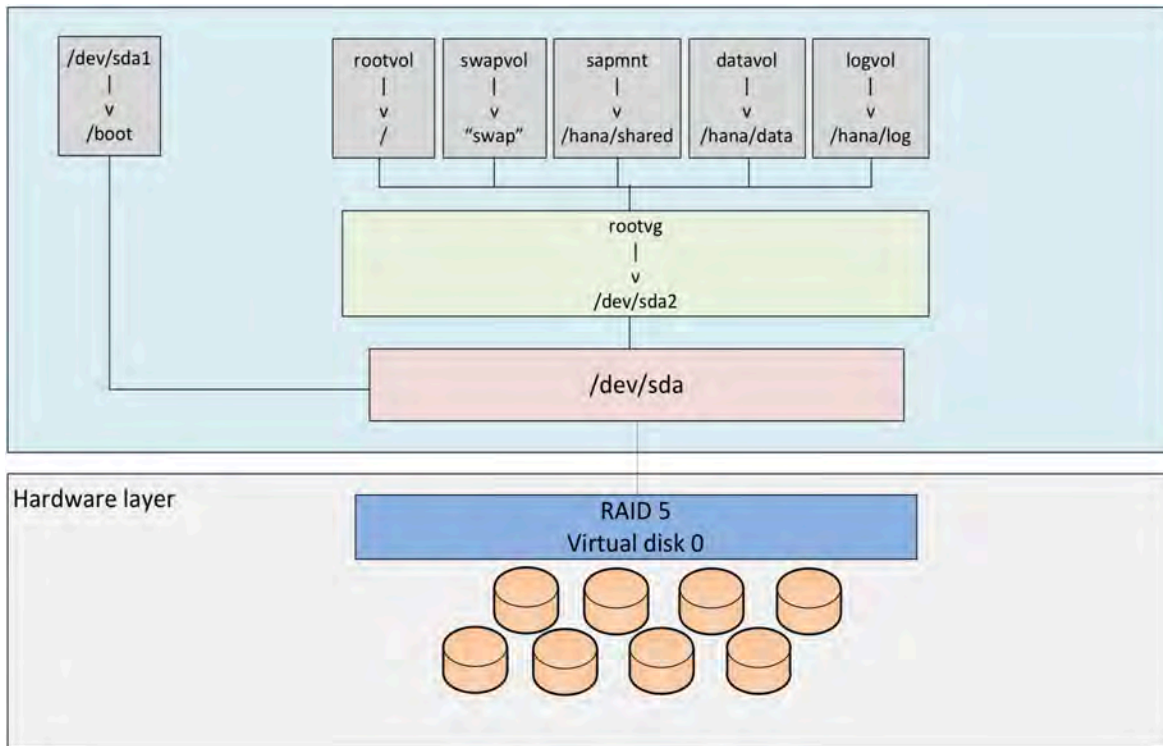 /dev/sda1
|
v
/boot
rootvol
|
v
/
swapvol
|
v
“swap”
sapmnt
|
v
/hana/shared
datavol
|
v
/hana/data
logvol
|
v
/hana/log
rootvg
|
v
/dev/sda2
/dev/sda
Hardware layer
RAID 5
Virtual disk 0